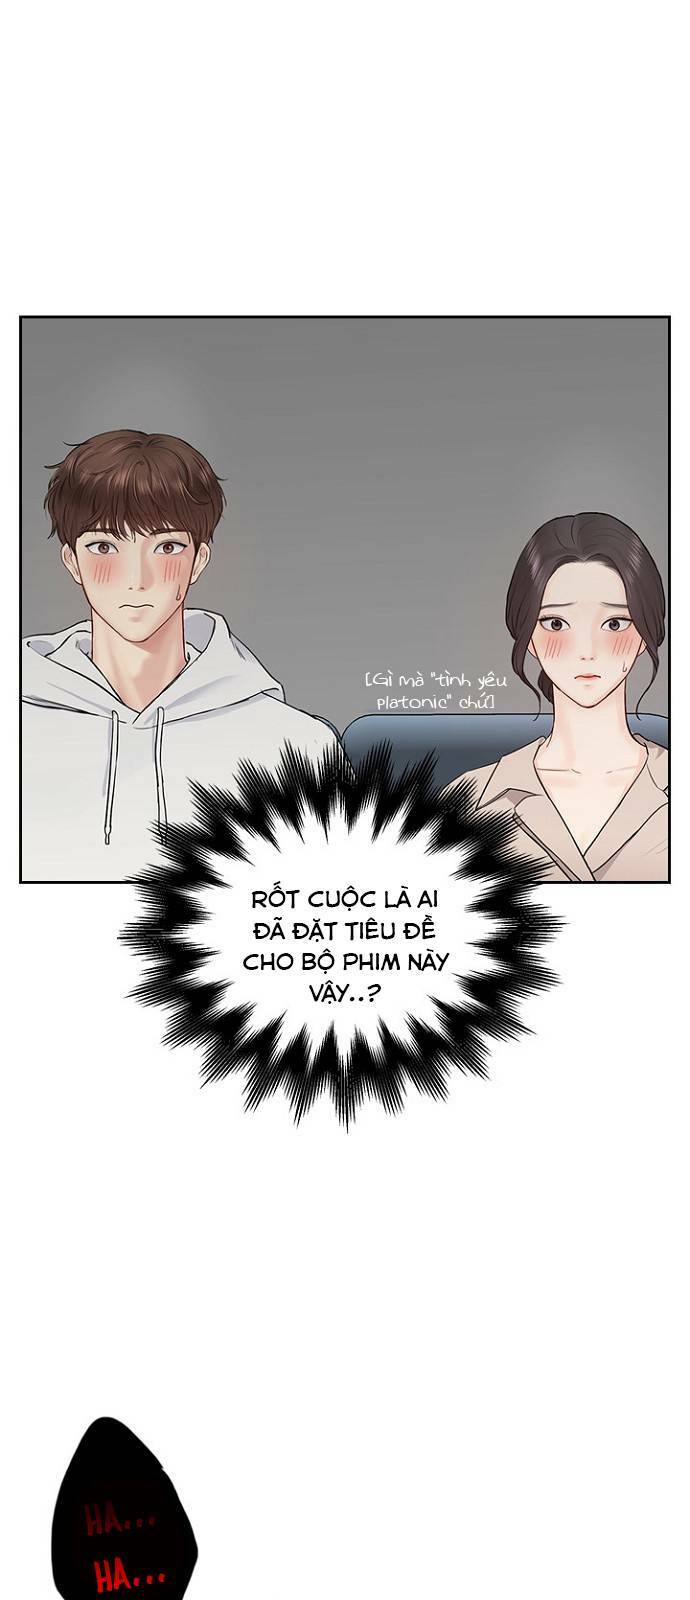 [Gì mà "tình yêu
platonic" chứ]
RỐT CUỘC LÀ AI
ĐÃ ĐẶT TIÊU ĐỀ
CHO BỘ PHIM NÀY
VẬY..?
HA...
HA...